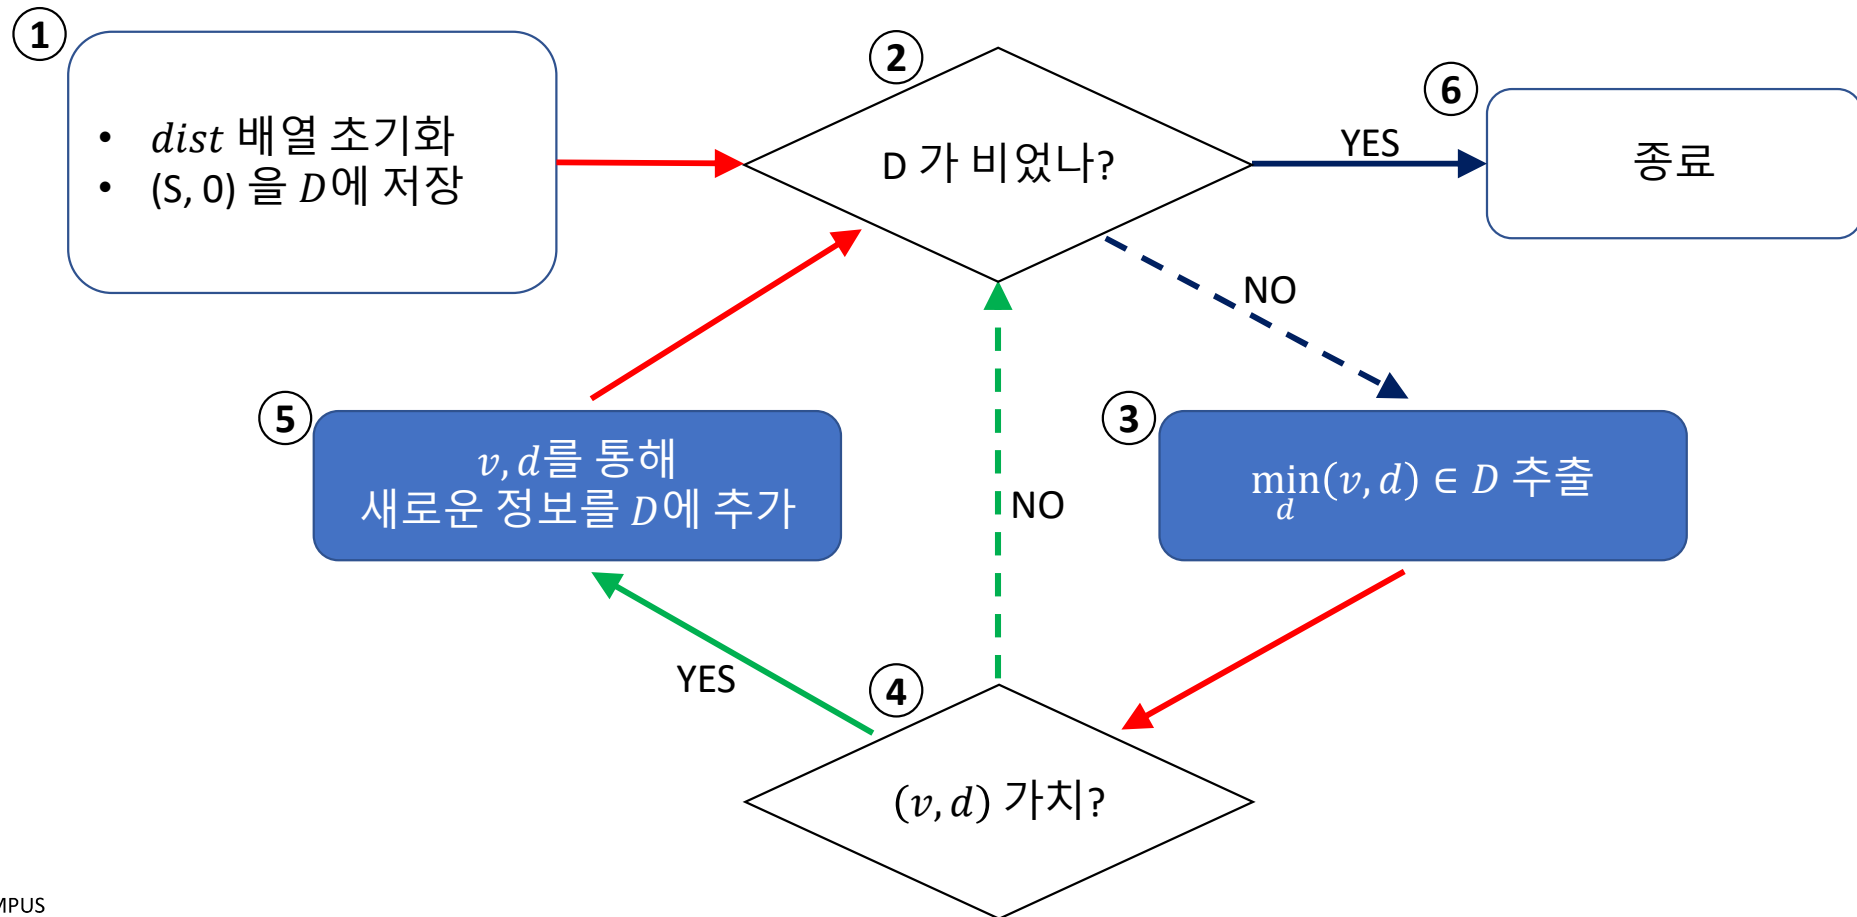 ①
• dist 배열 초기화
• (S, 0) 을 D에 저장
②
D 가 비었나?
YES
⑥
종료
NO
⑤
v, d를 통해
새로운 정보를 D에 추가
③
min(v, d) ∈ D 추출
d
NO
YES
④
(v, d) 가치?